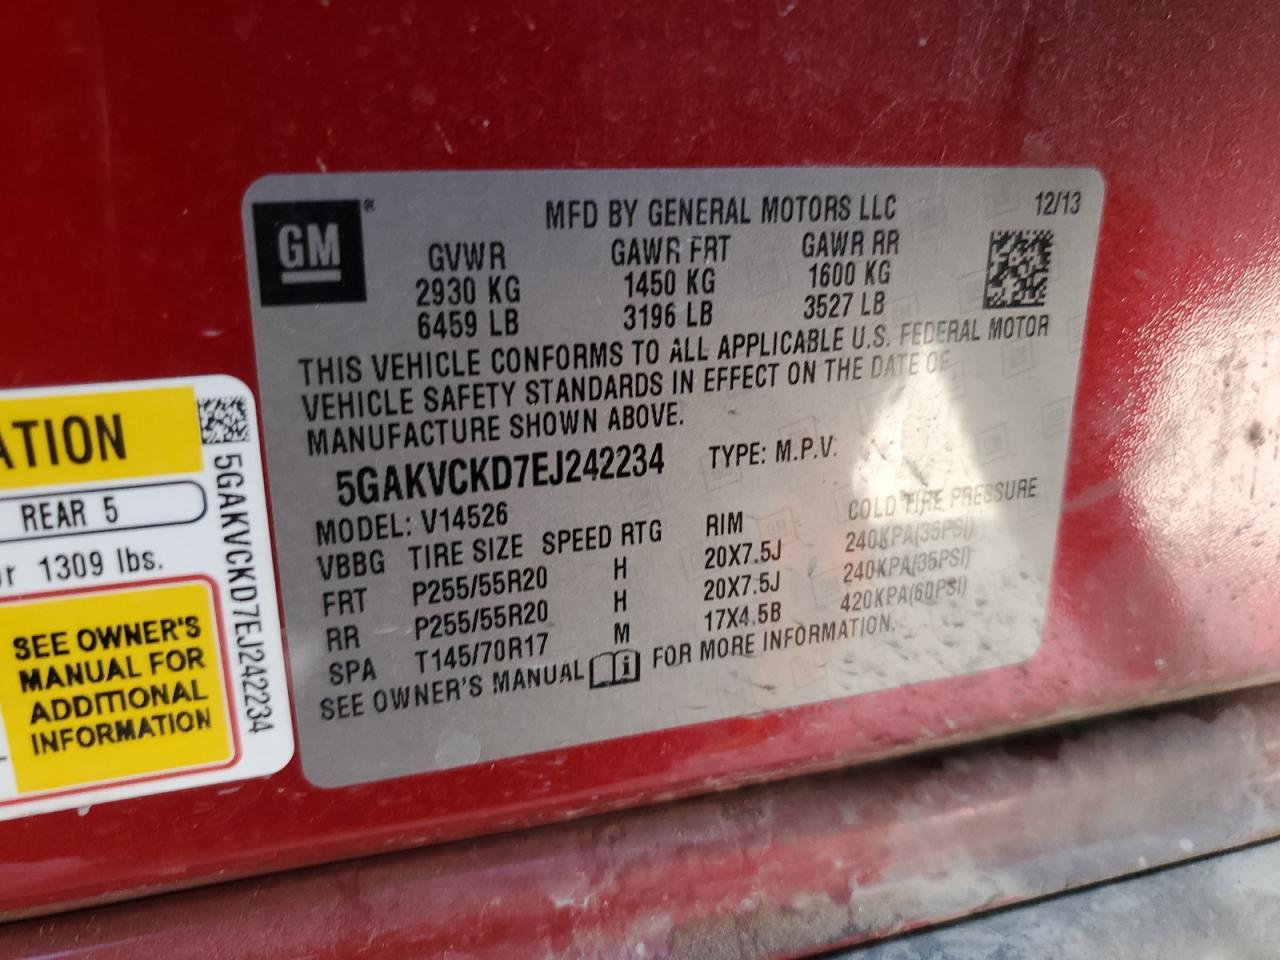 GM®
MFD BY GENERAL MOTORS LLC
12/13
GVWR GAWR FRT GAWR RR
2930 KG 1450 KG 1600 KG
6459 LB 3196 LB 3527 LB
THIS VEHICLE CONFORMS TO ALL APPLICABLE U.S. FEDERAL MOTOR
VEHICLE SAFETY STANDARDS IN EFFECT ON THE DATE OF
MANUFACTURE SHOWN ABOVE.
5GAKVCKD7EJ242234 TYPE: M.P.V.
MODEL: V14526
VBBG TIRE SIZE SPEED RTG RIM COLD TIRE PRESSURE
FRT P255/55R20 H 20X7.5J 240KPA(35PSI)
RR P255/55R20 H 20X7.5J 240KPA(35PSI)
SPA T145/70R17 M 17X4.5B 420KPA(60PSI)
SEE OWNER'S MANUAL FOR MORE INFORMATION.
ATION
REAR 5
or 1309 lbs.
SEE OWNER'S
MANUAL FOR
ADDITIONAL
INFORMATION
5GAKVCKD7EJ242234